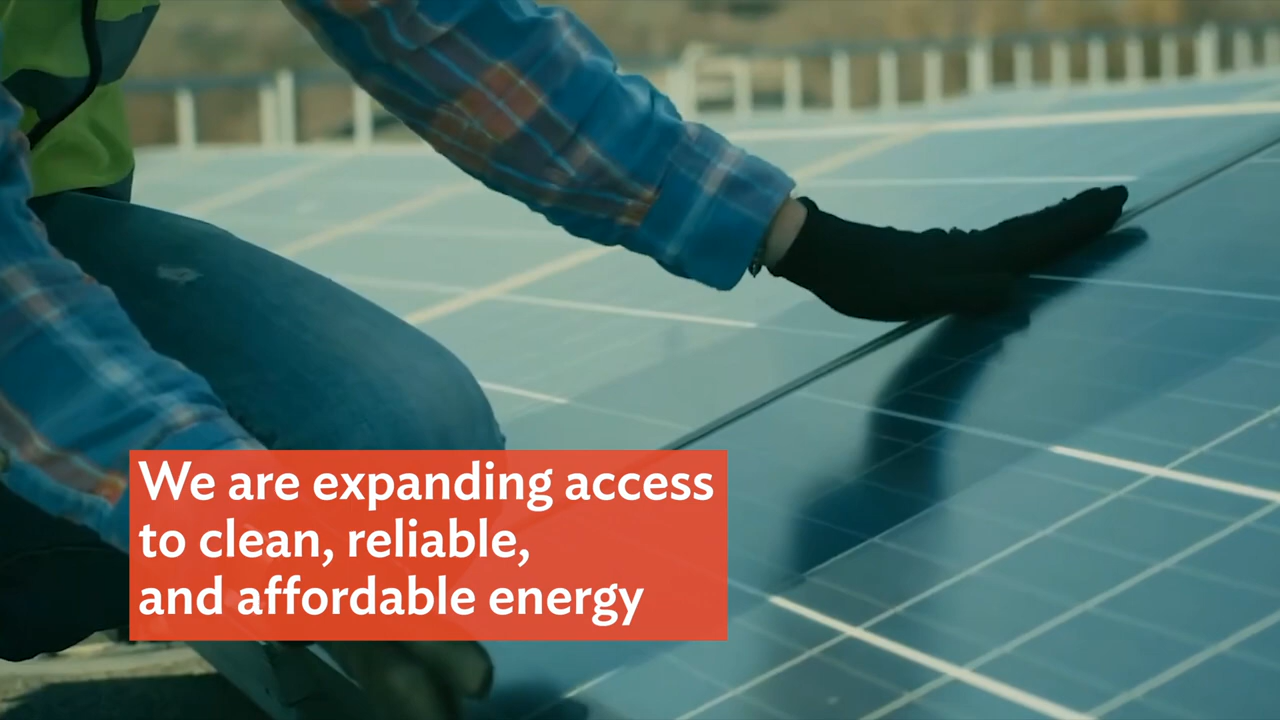 We are expanding access
to clean, reliable,
and affordable energy